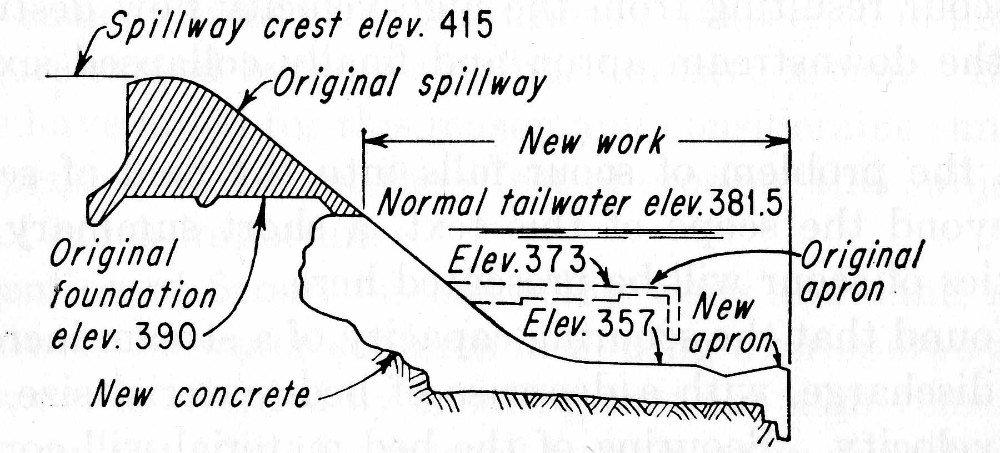 Spillway crest elev. 415
Original spillway
New work
Normal tailwater elev. 381.5
Elev. 373
Original
apron
Original
foundation
elev. 390
Elev. 357
New
apron
New concrete